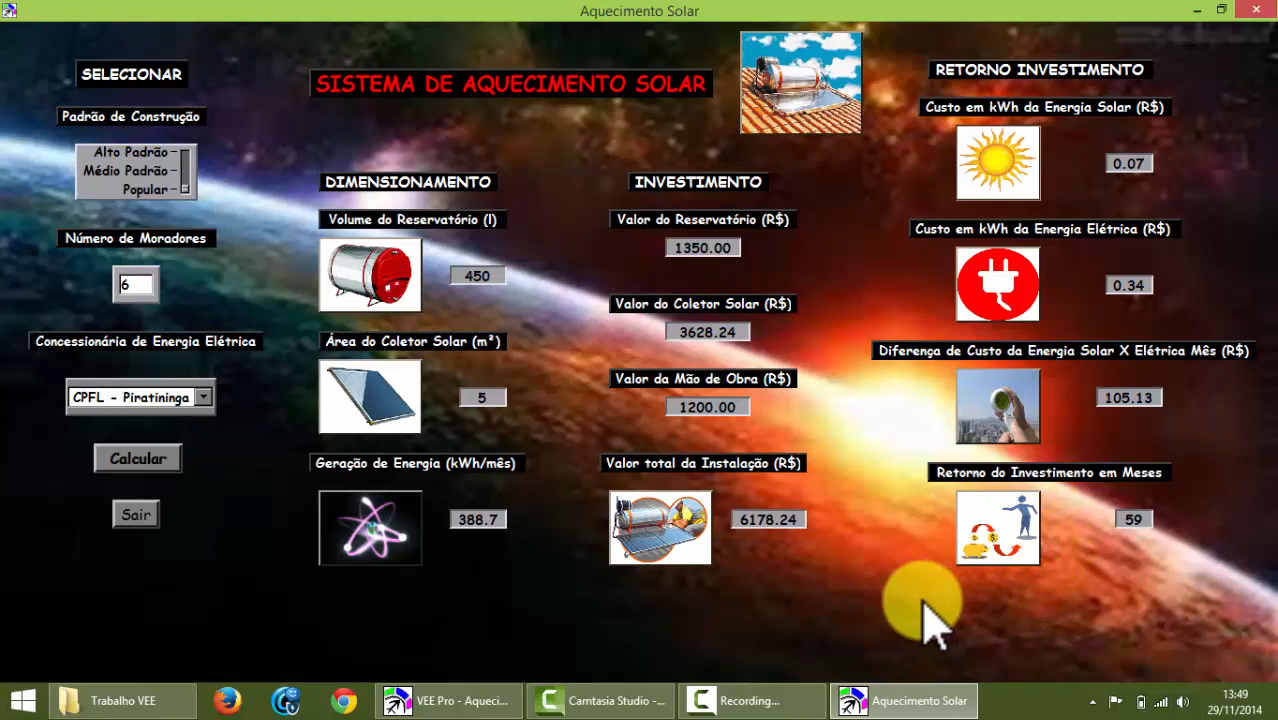 Aquecimento Solar
SELECIONAR
Padrão de Construção
Alto Padrão
Médio Padrão
Popular
Número de Moradores
6
Concessionária de Energia Elétrica
CPFL - Piratininga
Calcular
Sair
SISTEMA DE AQUECIMENTO SOLAR
DIMENSIONAMENTO
Volume do Reservatório (l)
450
Área do Coletor Solar (m²)
5
Geração de Energia (kWh/mês)
388.7
INVESTIMENTO
Valor do Reservatório (R$)
1350.00
Valor do Coletor Solar (R$)
3628.24
Valor da Mão de Obra (R$)
1200.00
Valor total da Instalação (R$)
6178.24
RETORNO INVESTIMENTO
Custo em kWh da Energia Solar (R$)
0.07
Custo em kWh da Energia Elétrica (R$)
0.34
Diferença de Custo da Energia Solar X Elétrica Mês (R$)
105.13
Retorno do Investimento em Meses
59
Trabalho VEE
VEE Pro - Aqueci...
Camtasia Studio -...
Recording...
Aquecimento Solar
13:49
29/11/2014